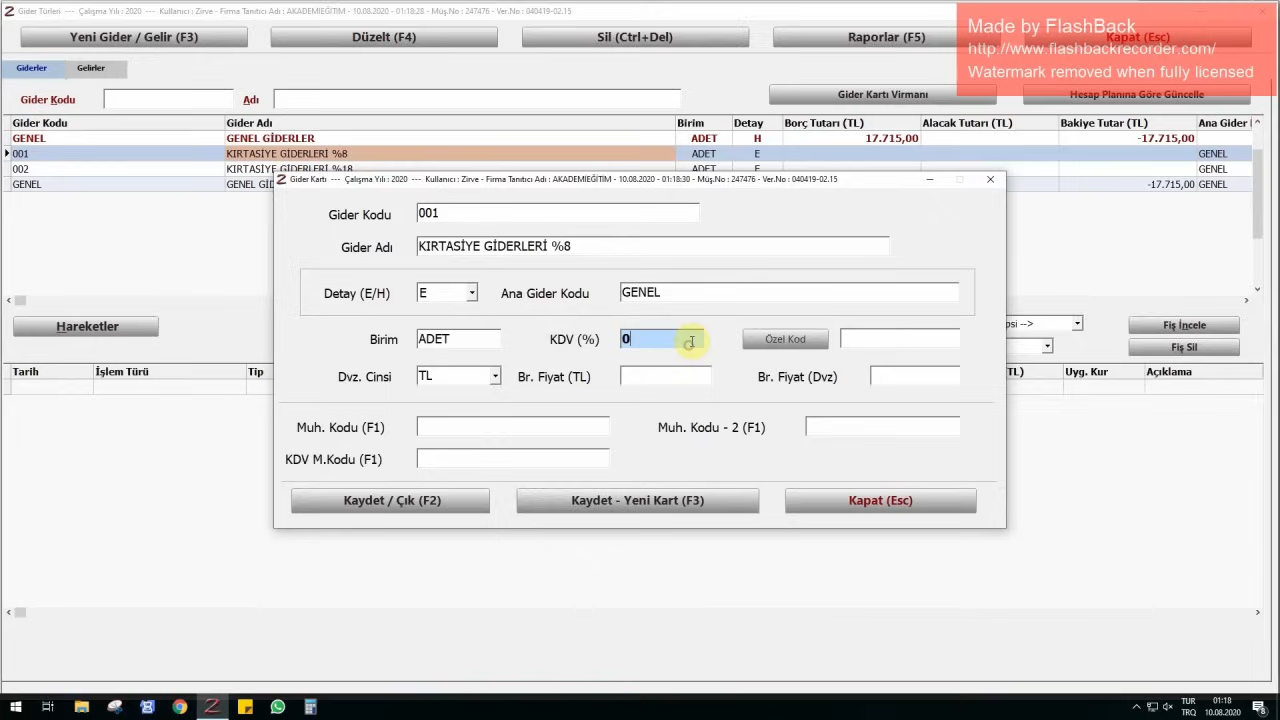 Gider Türleri --- Çalışma Yılı : 2020 --- Kullanıcı : Zirve - Firma Tanıtıcı Adı : AKADEMİEĞİTİM - 10.08.2020 - 01:18:28 - Müş.No : 247476 - Ver.No : 040419-02.15
Made by FlashBack
http://www.flashbackrecorder.com/
Watermark removed when fully licensed
Yeni Gider / Gelir (F3) Düzelt (F4) Sil (Ctrl+Del) Raporlar (F5) Kapat (Esc)
Giderler Gelirler
Gider Kodu Adı Gider Kartı Virmanı Hesap Planına Göre Güncelle
Gider Kodu Gider Adı Birim Detay Borç Tutarı (TL) Alacak Tutarı (TL) Bakiye Tutar (TL) Ana Gider
GENEL GENEL GİDERLER ADET H 17.715,00 -17.715,00
001 KIRTASİYE GİDERLERİ %8 ADET E GENEL
002 KIRTASİYE GİDERLERİ %18 ADET E GENEL
GENEL GENEL -17.715,00 GENEL
Gider Kartı --- Çalışma Yılı : 2020 --- Kullanıcı : Zirve - Firma Tanıtıcı Adı : AKADEMİEĞİTİM - 10.08.2020 - 01:18:30 - Müş.No : 247476 - Ver.No : 040419-02.15
Gider Kodu 001
Gider Adı KIRTASİYE GİDERLERİ %8
Detay (E/H) E Ana Gider Kodu GENEL
Birim ADET KDV (%) 0 Özel Kod
Dvz. Cinsi TL Br. Fiyat (TL) Br. Fiyat (Dvz)
Muh. Kodu (F1) Muh. Kodu - 2 (F1)
KDV M.Kodu (F1)
Kaydet / Çık (F2) Kaydet - Yeni Kart (F3) Kapat (Esc)
Hareketler -->
Fiş İncele
Fiş Sil
Tarih İşlem Türü Tip TL) Uyg. Kur Açıklama
TUR 01:18
TRQ 10.08.2020 8